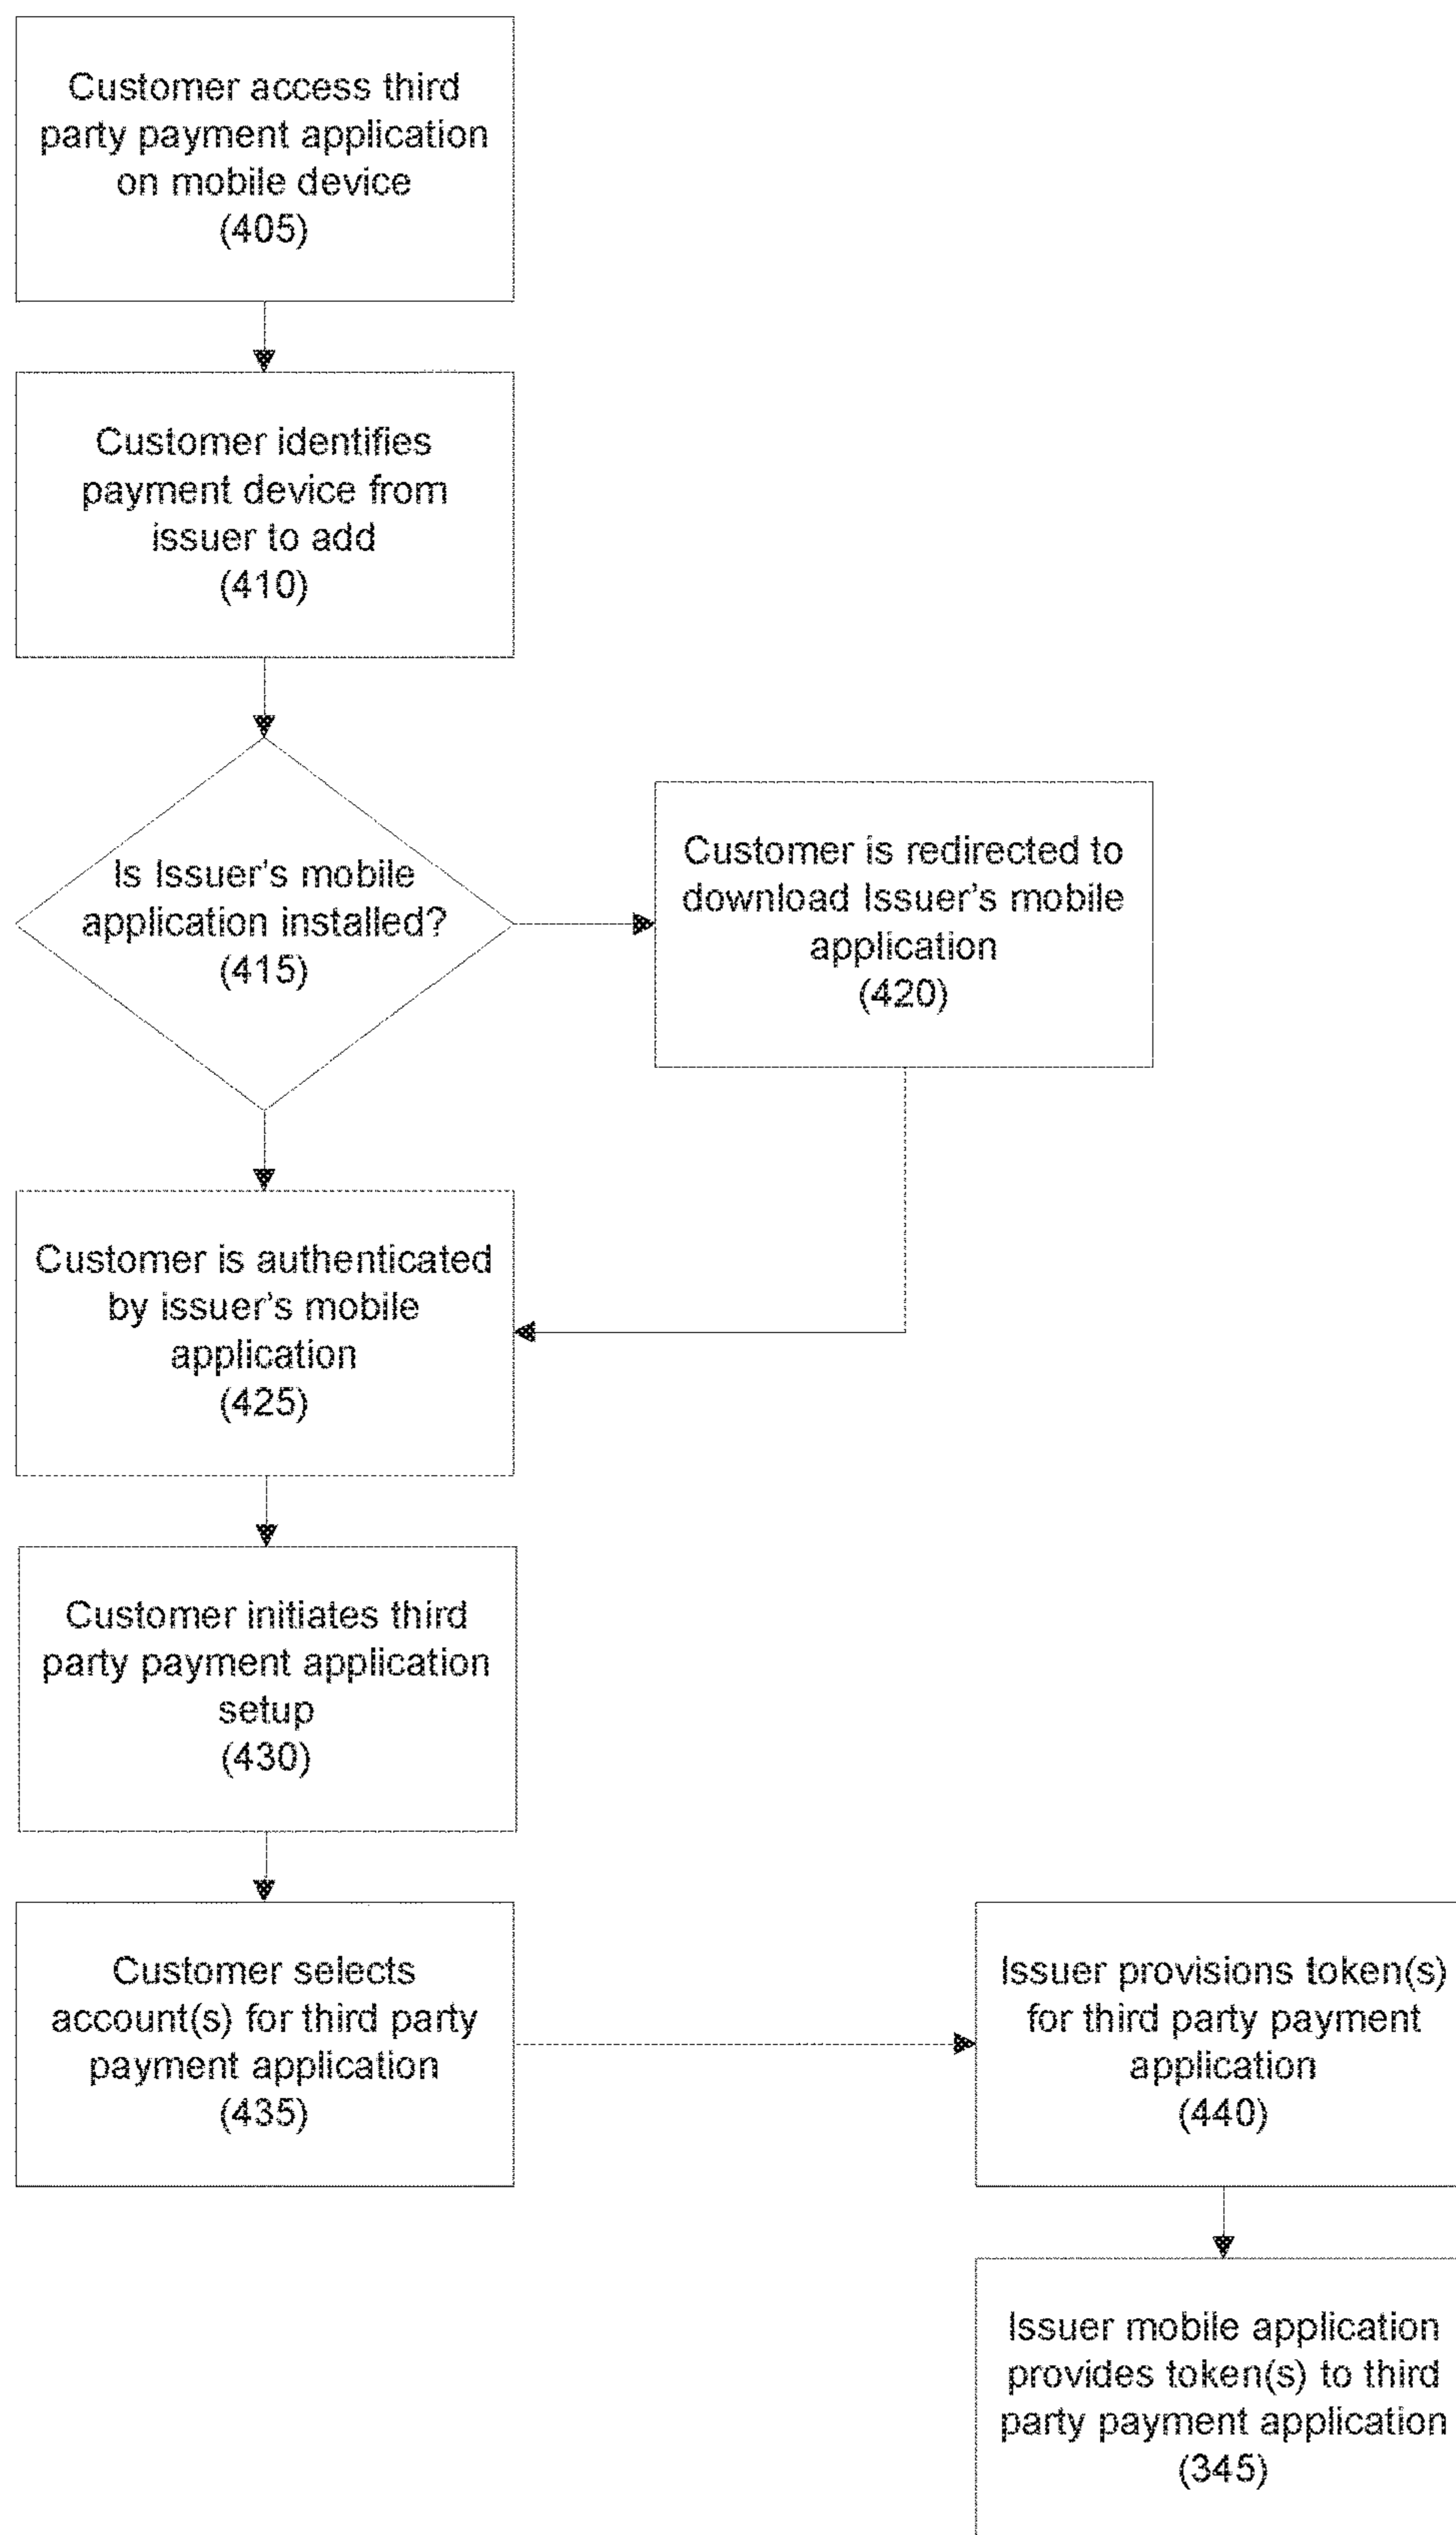 Customer access third
party payment application
on mobile device
(405)
Customer identifies
payment device from
issuer to add
(410)
Is Issuer's mobile
application installed?
(415)
Customer is redirected to
download Issuer's mobile
application
(420)
Customer is authenticated
by issuer's mobile
application
(425)
Customer initiates third
party payment application
setup
(430)
Customer selects
account(s) for third party
payment application
(435)
Issuer provisions token(s)
for third party payment
application
(440)
Issuer mobile application
provides token(s) to third
party payment application
(345)